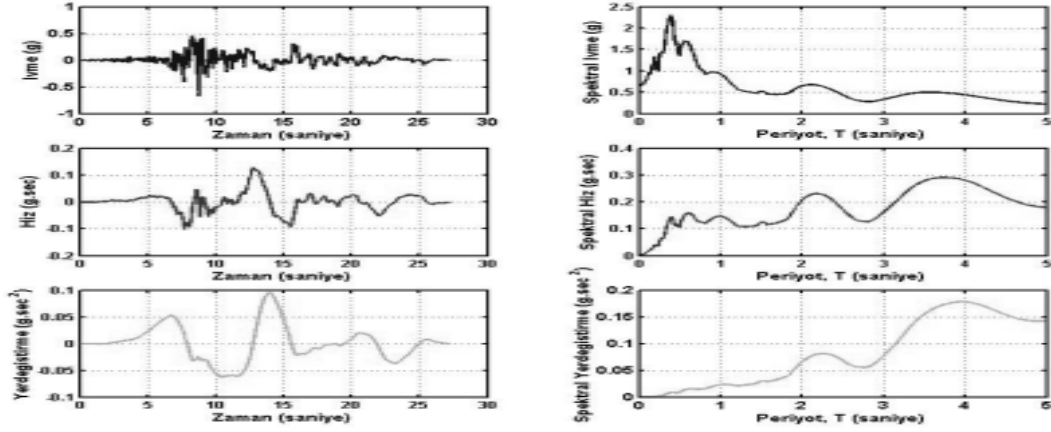 Ivme (g)
1
0.5
0
-0.5
-1
0 5 10 15 20 25 30
Zaman (saniye)
Spektral Ivme (g)
2.5
2
1.5
1
0.5
0
0 1 2 3 4 5
Periyot, T (saniye)
Hiz (g.sec)
0.2
0.1
0
-0.1
-0.2
0 5 10 15 20 25 30
Zaman (saniye)
Spektral Hiz (g.sec)
0.4
0.3
0.2
0.1
0
0 1 2 3 4 5
Periyot, T (saniye)
Yerdegistirme (g.sec²)
0.1
0.05
0
-0.05
-0.1
0 5 10 15 20 25 30
Zaman (saniye)
Spektral Yerdegistirme (g.sec²)
0.2
0.15
0.1
0.05
0
0 1 2 3 4 5
Periyot, T (saniye)